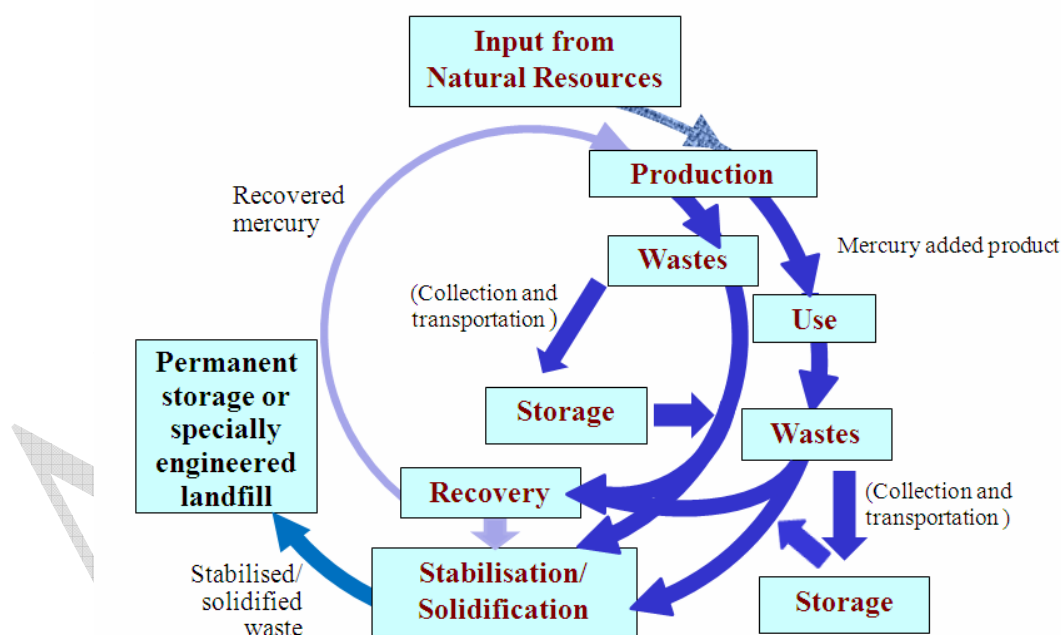 Input from
Natural Resources
Production
Recovered
mercury
Wastes
Mercury added product
(Collection and
transportation )
Use
Permanent
storage or
specially
engineered
landfill
Storage
Wastes
Recovery
(Collection and
transportation )
Stabilised/
solidified
waste
Stabilisation/
Solidification
Storage